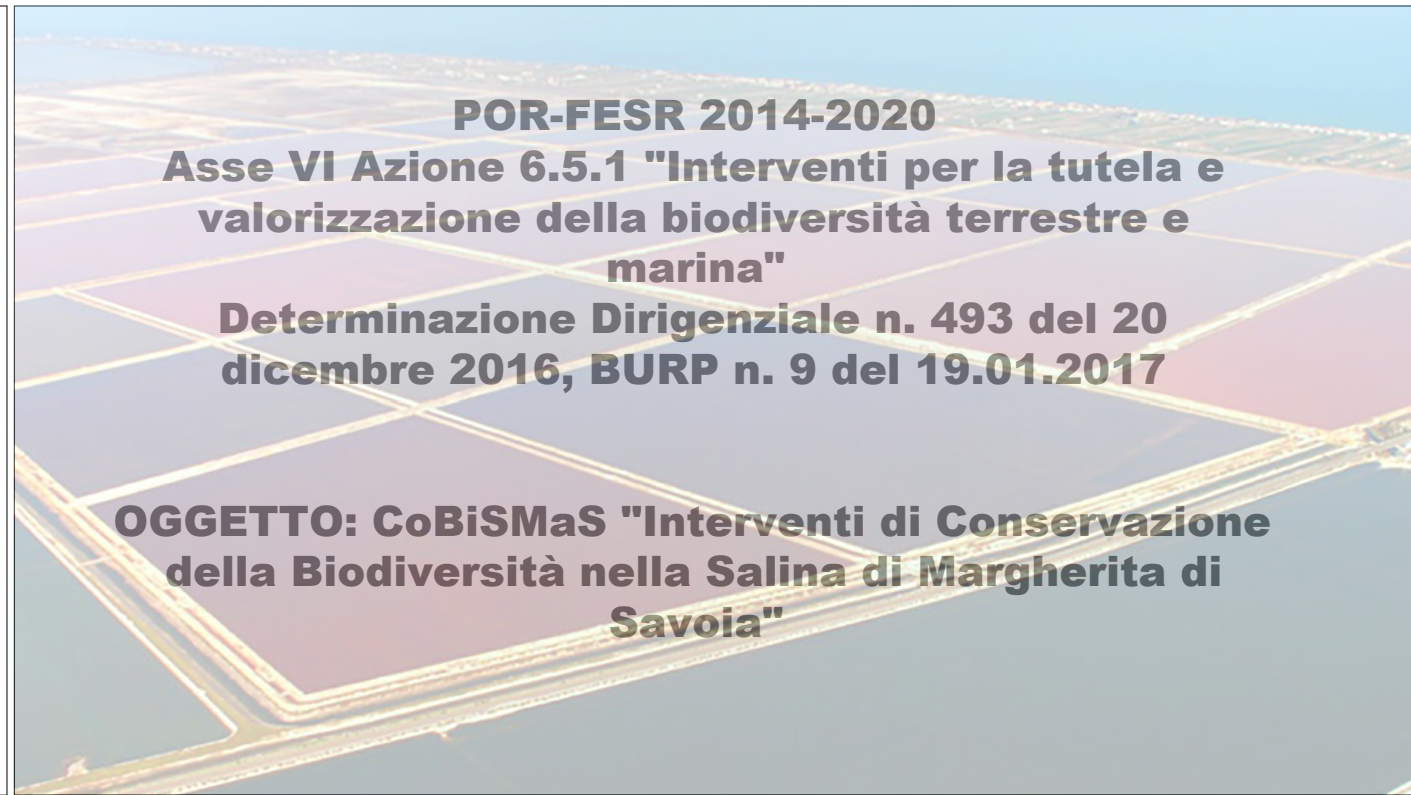 POR-FESR 2014-2020
Asse VI Azione 6.5.1 "Interventi per la tutela e
valorizzazione della biodiversità terrestre e
marina"
Determinazione Dirigenziale n. 493 del 20
dicembre 2016, BURP n. 9 del 19.01.2017
OGGETTO: CoBiSMaS "Interventi di Conservazione
della Biodiversità nella Salina di Margherita di
Savoia"